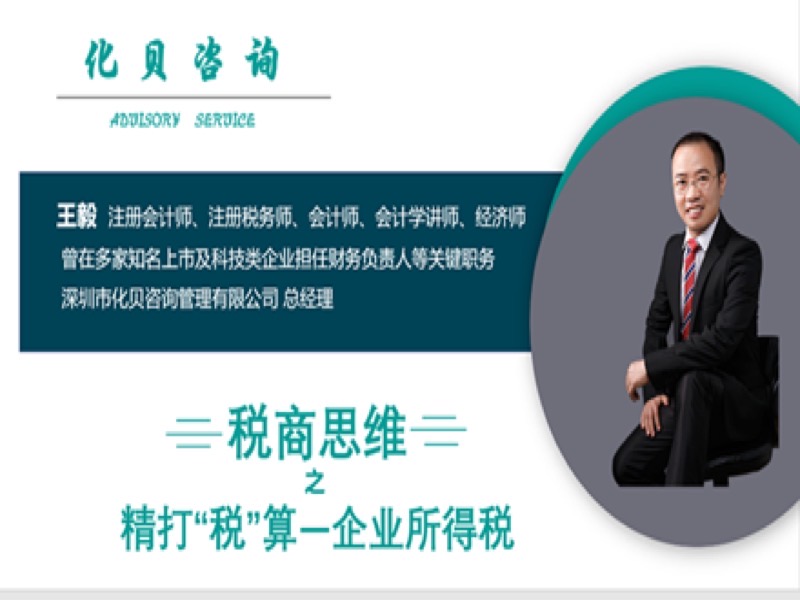 化贝咨询
ADVISORY SERVICE
王毅 注册会计师、注册税务师、会计师、会计学讲师、经济师
曾在多家知名上市及科技类企业担任财务负责人等关键职务
深圳市化贝咨询管理有限公司 总经理
税商思维
之
精打“税”算—企业所得税